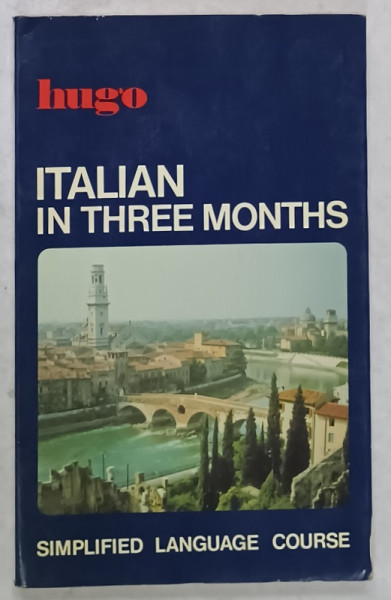 hugo
ITALIAN
IN THREE MONTHS
SIMPLIFIED LANGUAGE COURSE